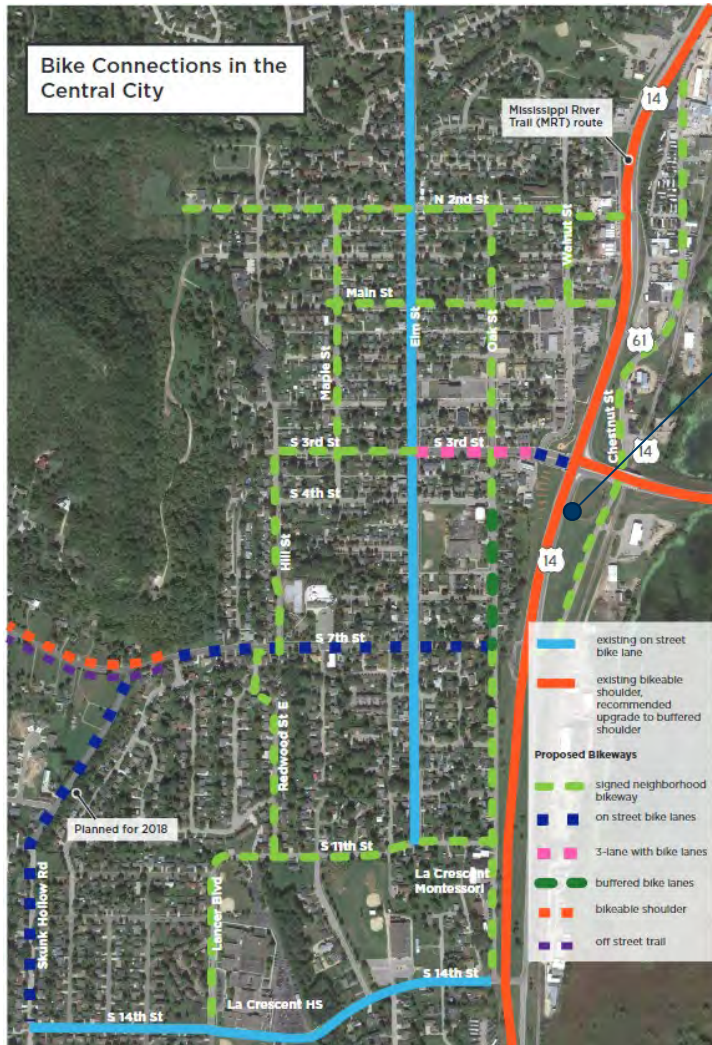 Bike Connections in the
Central City
14
Mississippi River
Trail (MRT) route
N 2nd St
Walnut St
Main St
Elm St
Oak St
61
Maple St
Chestnut St
S 3rd St
S 3rd St
14
S 4th St
Hill St
14
S 7th St
existing on street
bike lane
existing bikeable
shoulder,
recommended
upgrade to buffered
shoulder
Proposed Bikeways
signed neighborhood
bikeway
Redwood St E
on street bike lanes
Planned for 2018
S 11th St
3-lane with bike lanes
La Crescent
Montessori
buffered bike lanes
Skunk Hollow Rd
Lancer Blvd
bikeable shoulder
off street trail
S 14th St
La Crescent HS
S 14th St